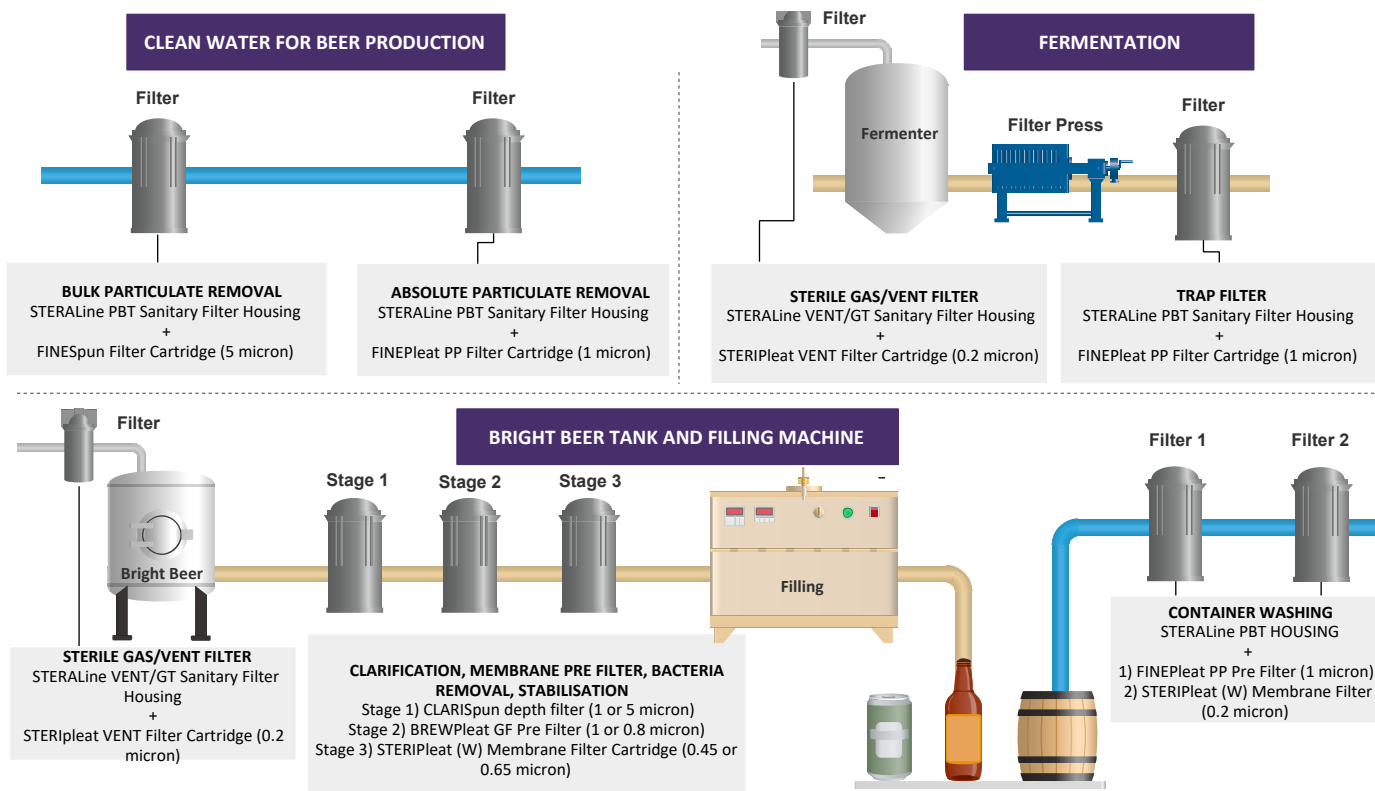 CLEAN WATER FOR BEER PRODUCTION
Filter
Filter
BULK PARTICULATE REMOVAL
STERALine PBT Sanitary Filter Housing
+
FINESpun Filter Cartridge (5 micron)
ABSOLUTE PARTICULATE REMOVAL
STERALine PBT Sanitary Filter Housing
+
FINEPleat PP Filter Cartridge (1 micron)
FERMENTATION
Filter
Fermenter
Filter Press
Filter
STERILE GAS/VENT FILTER
STERALine VENT/GT Sanitary Filter Housing
+
STERIPleat VENT Filter Cartridge (0.2 micron)
TRAP FILTER
STERALine PBT Sanitary Filter Housing
+
FINEPleat PP Filter Cartridge (1 micron)
BRIGHT BEER TANK AND FILLING MACHINE
Filter
Bright Beer
Stage 1
Stage 2
Stage 3
Filling
Filter 1
Filter 2
STERILE GAS/VENT FILTER
STERALine VENT/GT Sanitary Filter
Housing
+
STERIpleat VENT Filter Cartridge (0.2
micron)
CLARIFICATION, MEMBRANE PRE FILTER, BACTERIA
REMOVAL, STABILISATION
Stage 1) CLARISpun depth filter (1 or 5 micron)
Stage 2) BREWPleat GF Pre Filter (1 or 0.8 micron)
Stage 3) STERIPleat (W) Membrane Filter Cartridge (0.45 or
0.65 micron)
CONTAINER WASHING
STERALine PBT HOUSING
+
1) FINEPleat PP Pre Filter (1 micron)
2) STERIPleat (W) Membrane Filter
(0.2 micron)